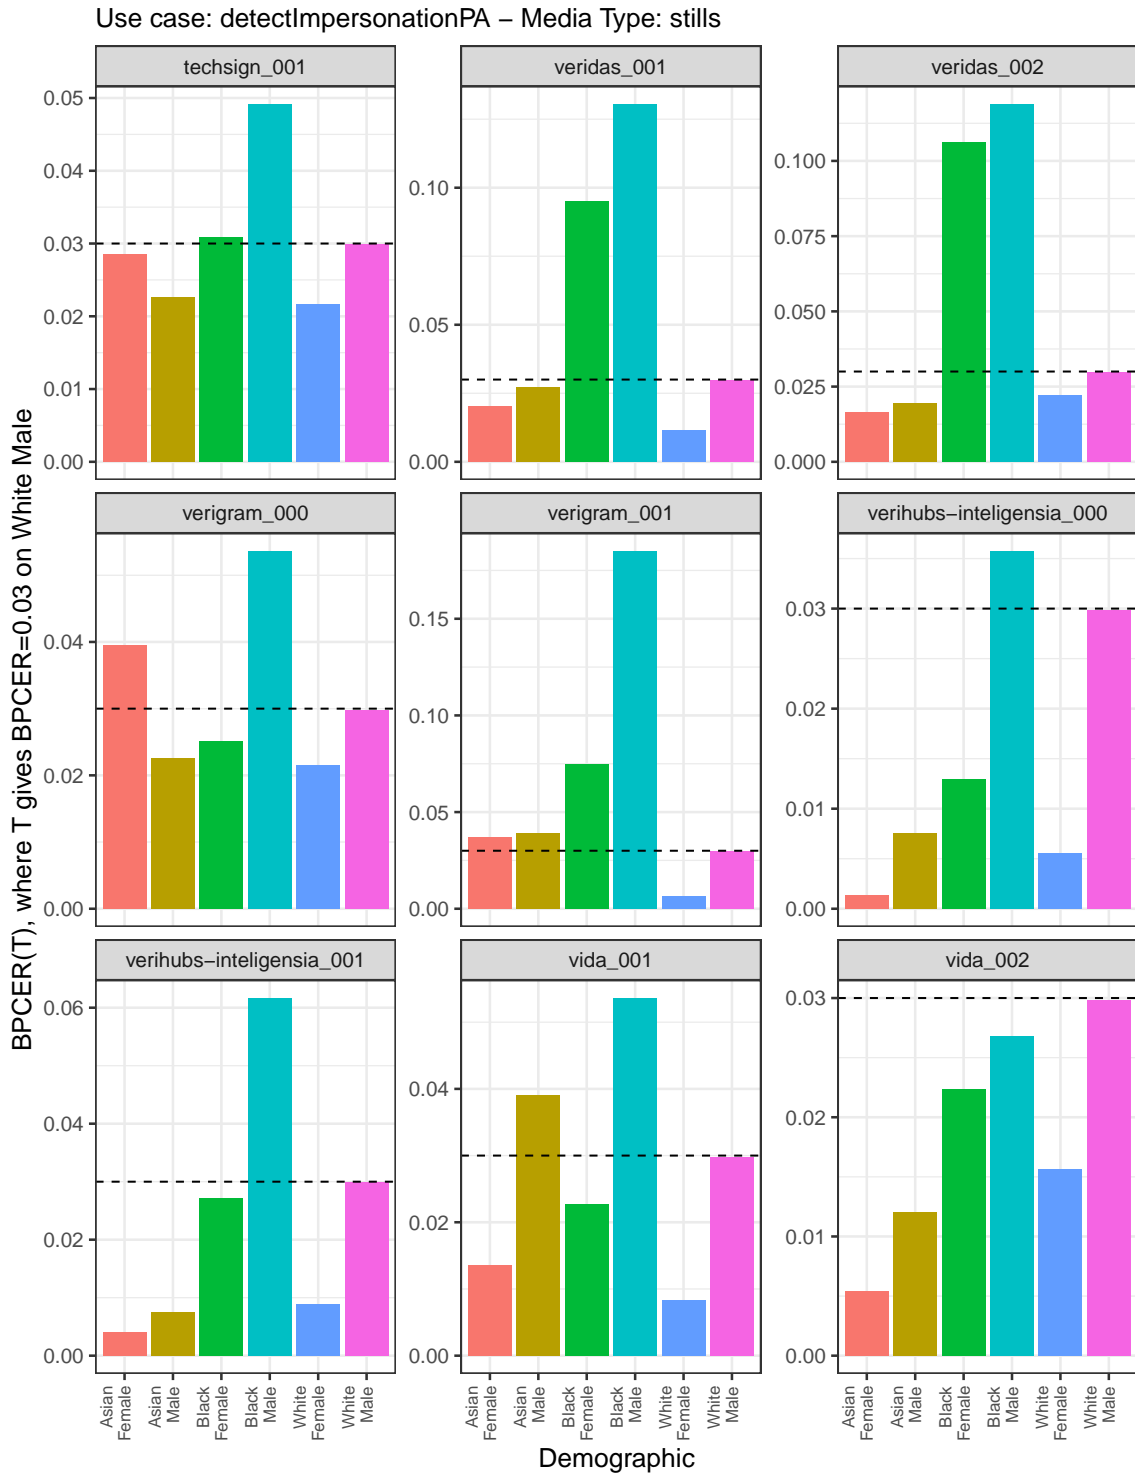 Use case: detectImpersonationPA − Media Type: stills
techsign_001
veridas_001
veridas_002
0.05
0.04
0.03
0.02
0.01
0.00
0.10
0.05
0.00
0.100
0.075
0.050
0.025
0.000
verigram_000
verigram_001
verihubs−inteligensia_000
0.04
0.02
0.00
0.15
0.10
0.05
0.00
0.03
0.02
0.01
0.00
verihubs−inteligensia_001
vida_001
vida_002
0.06
0.04
0.02
0.00
0.04
0.02
0.00
0.03
0.02
0.01
0.00
BPCER(T), where T gives BPCER=0.03 on White Male
Asian
Female
Asian
Male
Black
Female
Black
Male
White
Female
White
Male
Asian
Female
Asian
Male
Black
Female
Black
Male
White
Female
White
Male
Asian
Female
Asian
Male
Black
Female
Black
Male
White
Female
White
Male
Demographic